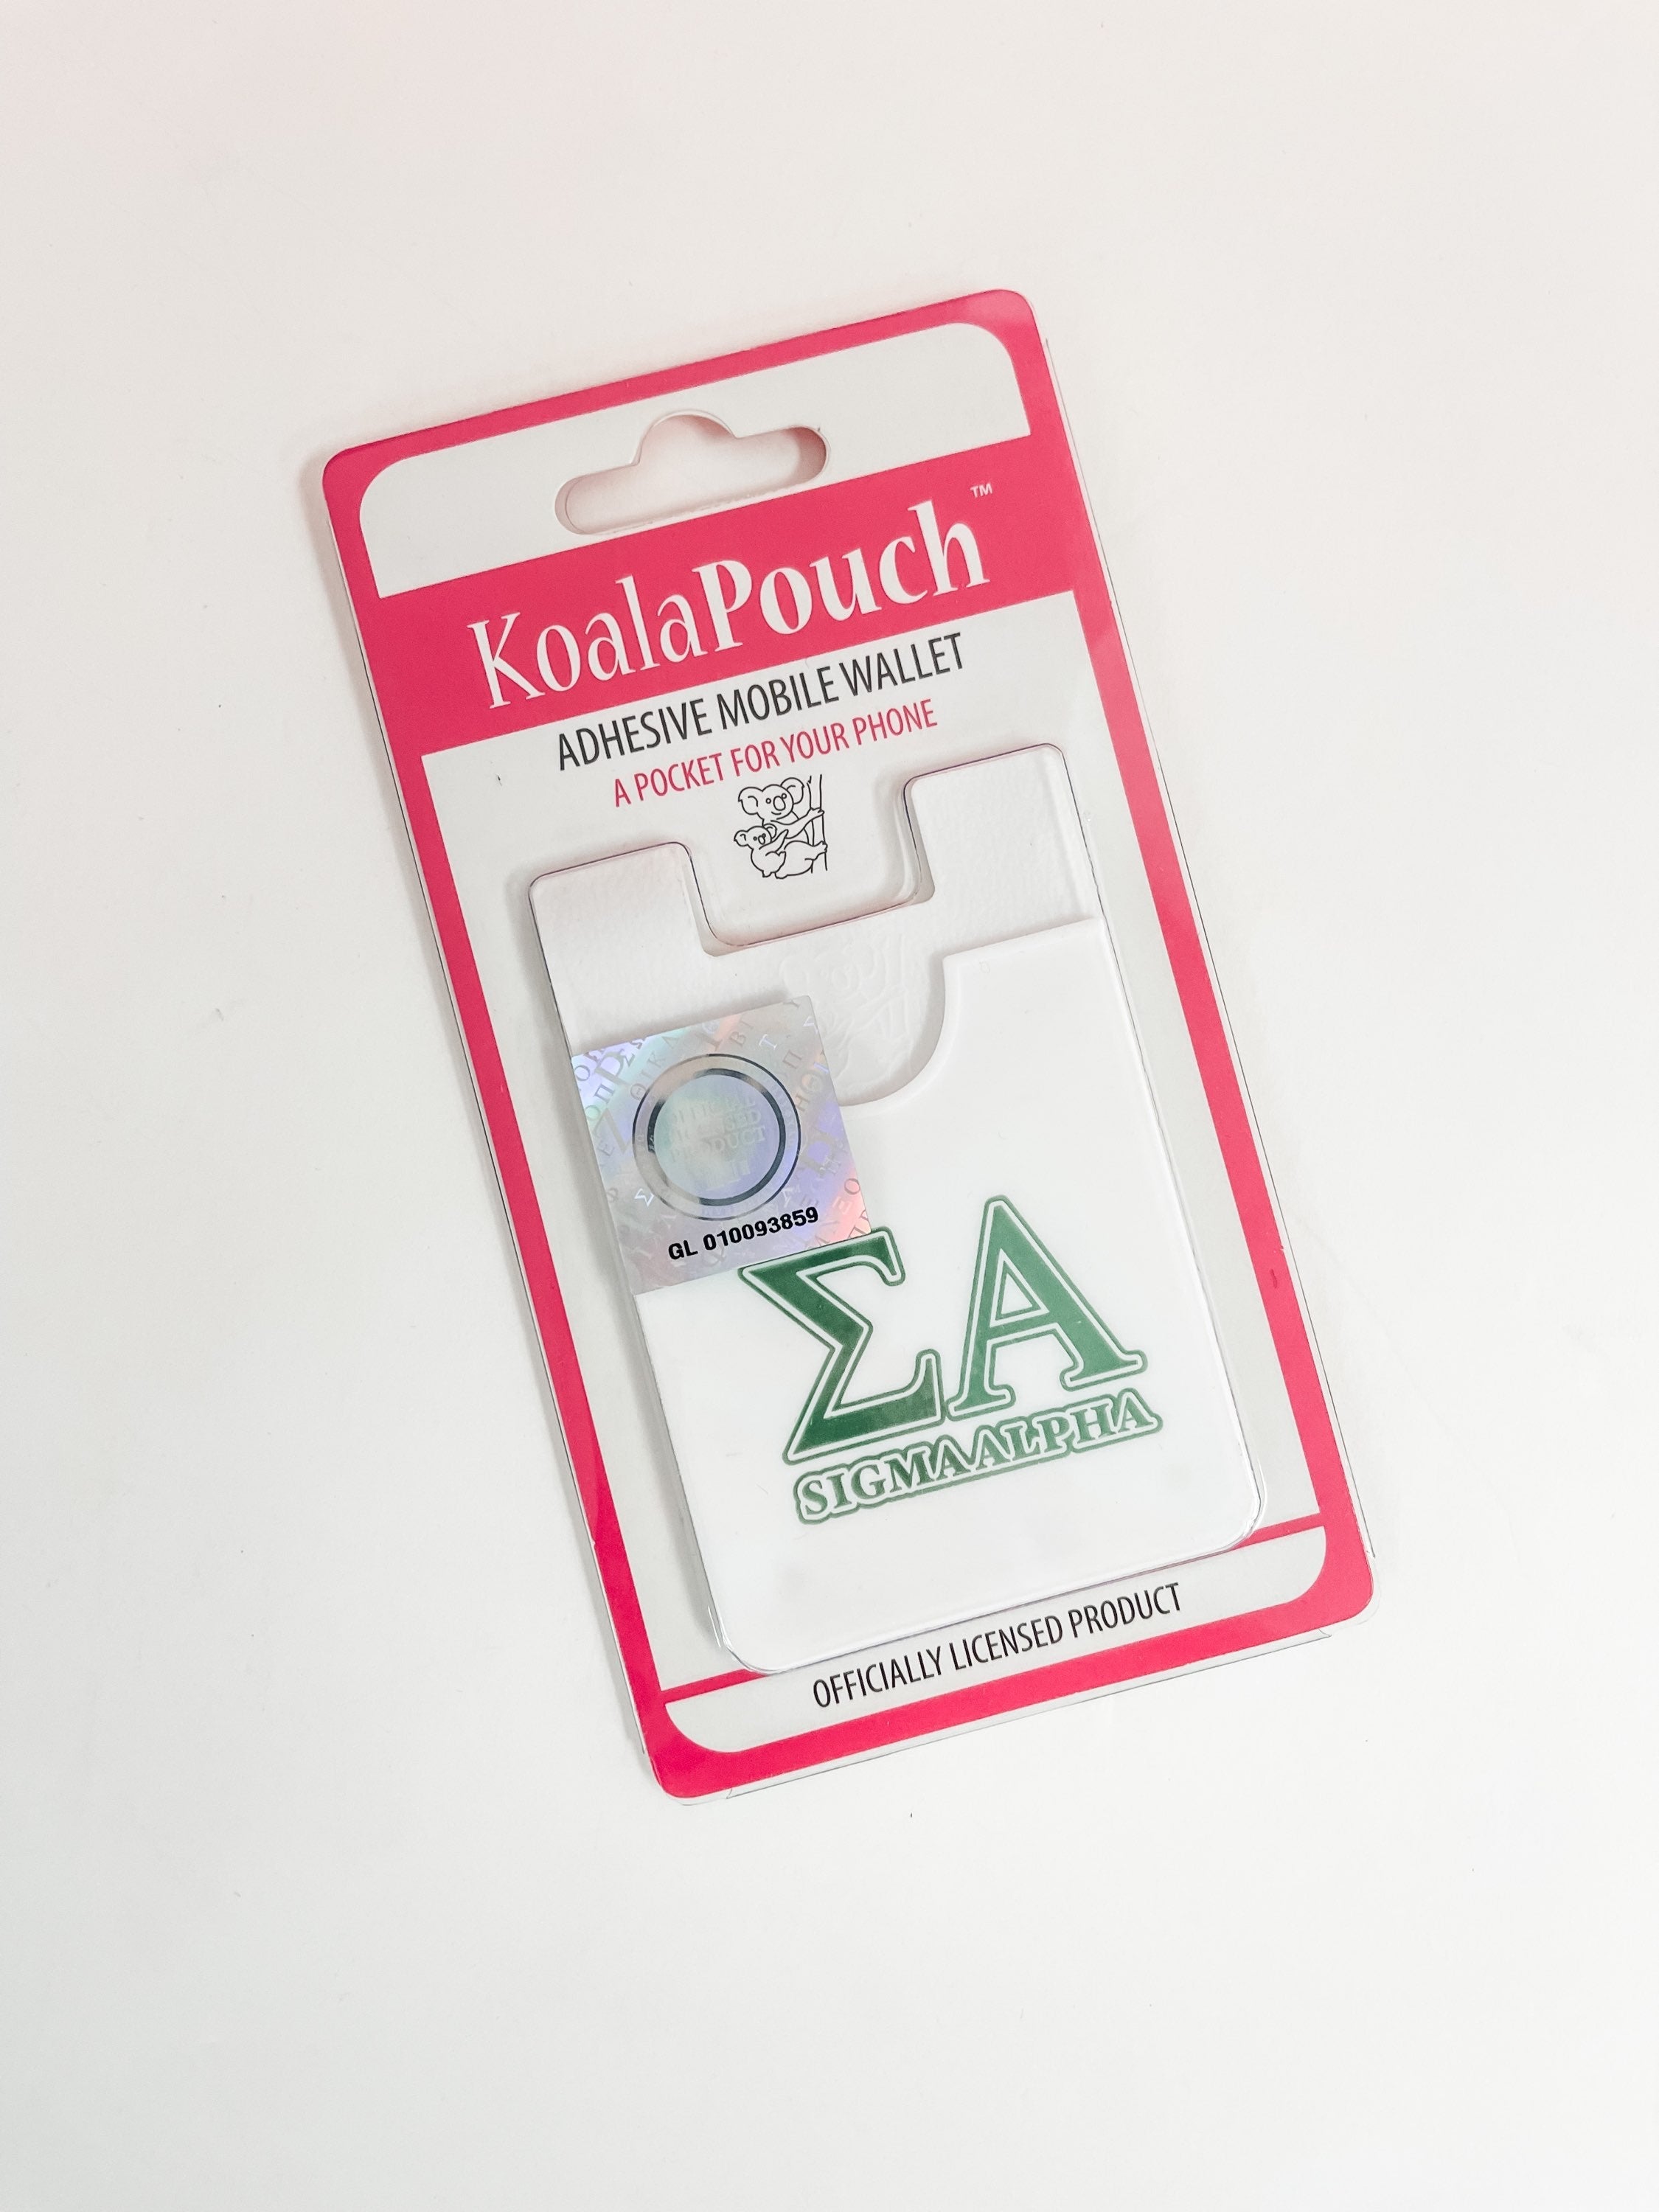 KoalaPouch™
ADHESIVE MOBILE WALLET
A POCKET FOR YOUR PHONE
GL 010093859
ΣΑ
SIGMA ALPHA
OFFICIALLY LICENSED PRODUCT